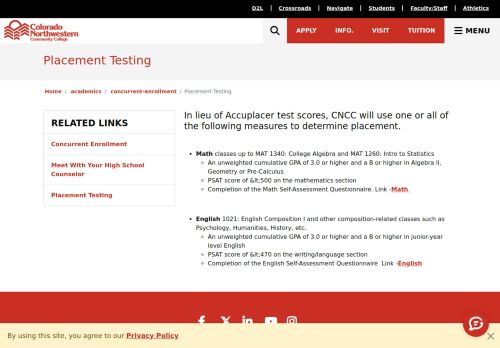 D2L | Crossroads | Navigate | Students | Faculty/Staff | Athletics
Colorado
Northwestern
Community College
APPLY INFO. VISIT TUITION MENU
Placement Testing
Home / academics / concurrent-enrollment / Placement Testing
RELATED LINKS
Concurrent Enrollment
Meet With Your High School
Counselor
Placement Testing
In lieu of Accuplacer test scores, CNCC will use one or all of
the following measures to determine placement.
• Math classes up to MAT 1340: College Algebra and MAT 1260: Intro to Statistics
An unweighted cumulative GPA of 3.0 or higher and a B or higher in Algebra II,
Geometry or Pre-Calculus
PSAT score of &lt;500 on the mathematics section
Completion of the Math Self-Assessment Questionnaire. Link -Math
• English 1021: English Composition I and other composition-related classes such as
Psychology, Humanities, History, etc.
An unweighted cumulative GPA of 3.0 or higher and a B or higher in junior-year
level English
PSAT score of &lt;470 on the writing/language section
Completion of the English Self-Assessment Questionnaire Link -English
By using this site, you agree to our Privacy Policy